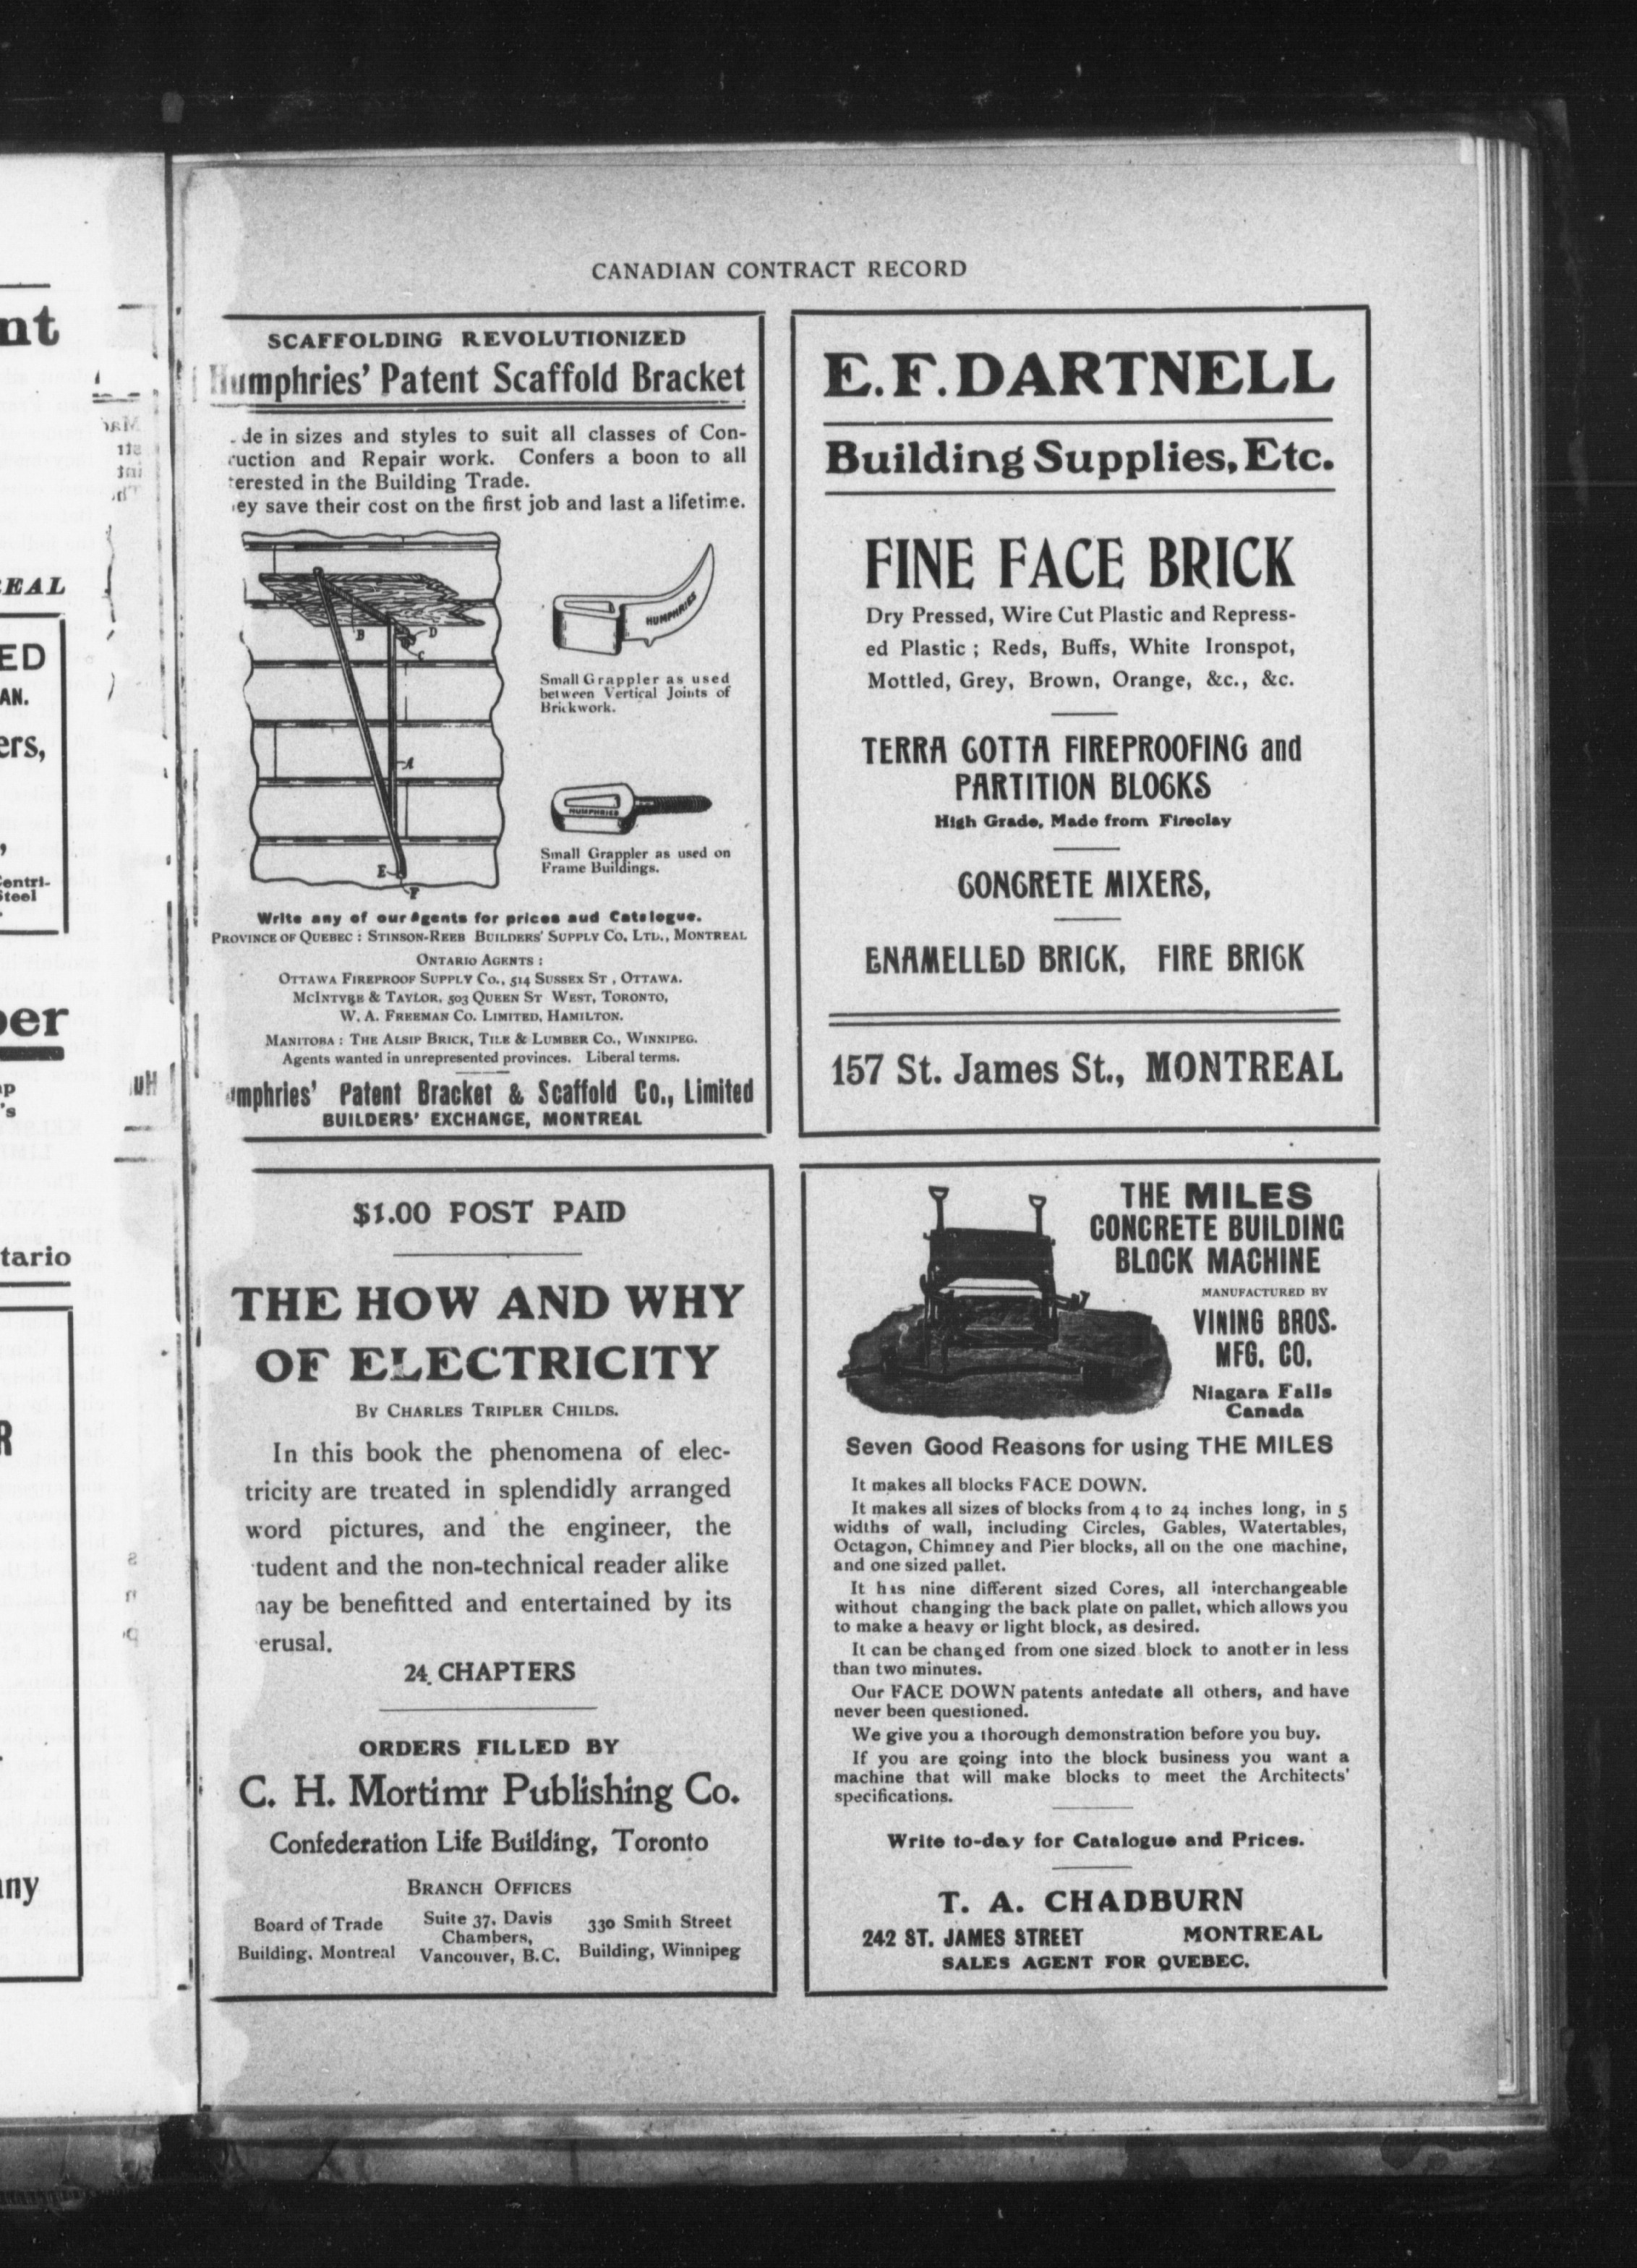 CANADIAN CONTRACT RECORD
SCAFFOLDING REVOLUTIONIZED
Humphries' Patent Scaffold Bracket
de in sizes and styles to suit all classes of Con-
ruction and Repair work. Confers a boon to all
terested in the Building Trade.
ey save their cost on the first job and last a lifetime.
HUMPHRIES
B
D
C
Small Grappler as used
between Vertical Joints of
Brickwork.
A
HUMPHRIES
Small Grappler as used on
Frame Buildings.
E
F
Write any of our Agents for prices aud Catalogue.
PROVINCE OF QUEBEC : STINSON-REEB BUILDERS' SUPPLY CO. LTD., MONTREAL
ONTARIO AGENTS :
OTTAWA FIREPROOF SUPPLY CO., 514 SUSSEX ST , OTTAWA.
MCINTYRE & TAYLOR, 503 QUEEN ST WEST, TORONTO,
W. A. FREEMAN CO. LIMITED, HAMILTON.
MANITOBA : THE ALSIP BRICK, TILE & LUMBER CO., WINNIPEG.
Agents wanted in unrepresented provinces. Liberal terms.
umphries' Patent Bracket & Scaffold Co., Limited
BUILDERS' EXCHANGE, MONTREAL
E. F. DARTNELL
Building Supplies, Etc.
FINE FACE BRICK
Dry Pressed, Wire Cut Plastic and Repress-
ed Plastic ; Reds, Buffs, White Ironspot,
Mottled, Grey, Brown, Orange, &c., &c.
TERRA COTTA FIREPROOFING and
PARTITION BLOCKS
High Grade, Made from Fireclay
CONCRETE MIXERS,
ENAMELLED BRICK, FIRE BRICK
157 St. James St., MONTREAL
$1.00 POST PAID
THE HOW AND WHY
OF ELECTRICITY
BY CHARLES TRIPLER CHILDS.
In this book the phenomena of elec-
tricity are treated in splendidly arranged
word pictures, and the engineer, the
tudent and the non-technical reader alike
may be benefitted and entertained by its
erusal.
24 CHAPTERS
ORDERS FILLED BY
C. H. Mortimr Publishing Co.
Confederation Life Building, Toronto
BRANCH OFFICES
Board of Trade
Building, Montreal
Suite 37, Davis
Chambers,
Vancouver, B.C.
330 Smith Street
Building, Winnipeg
THE MILES
CONCRETE BUILDING
BLOCK MACHINE
MANUFACTURED BY
VINING BROS.
MFG. CO.
Niagara Falls
Canada
Seven Good Reasons for using THE MILES
It makes all blocks FACE DOWN.
It makes all sizes of blocks from 4 to 24 inches long, in 5
widths of wall, including Circles, Gables, Watertables,
Octagon, Chimney and Pier blocks, all on the one machine,
and one sized pallet.
It has nine different sized Cores, all interchangeable
without changing the back plate on pallet, which allows you
to make a heavy or light block, as desired.
It can be changed from one sized block to another in less
than two minutes.
Our FACE DOWN patents antedate all others, and have
never been questioned.
We give you a thorough demonstration before you buy.
If you are going into the block business you want a
machine that will make blocks to meet the Architects'
specifications.
Write to-day for Catalogue and Prices.
T. A. CHADBURN
242 ST. JAMES STREET MONTREAL
SALES AGENT FOR QUEBEC.